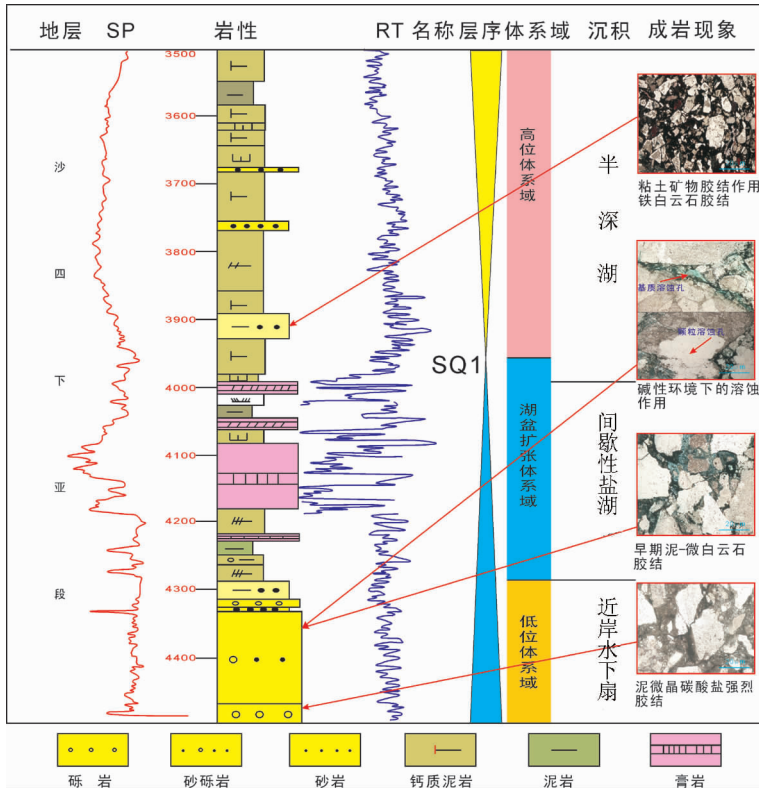 地层 SP 岩性 RT 名称 层序 体系域 沉积 成岩现象
3500
3600
3700
3800
3900
4000
4100
4200
4300
4400
沙四下亚段
SQ1
高位体系域
湖盆扩张体系域
低位体系域
半深湖
间歇性盐湖
近岸水下扇
粘土矿物胶结作用
铁白云石胶结
基质溶蚀孔
颗粒溶蚀孔
碱性环境下的溶蚀
作用
早期泥-微白云石
胶结
泥微晶碳酸盐强烈
胶结
砾 岩
砂砾岩
砂岩
钙质泥岩
泥岩
膏岩